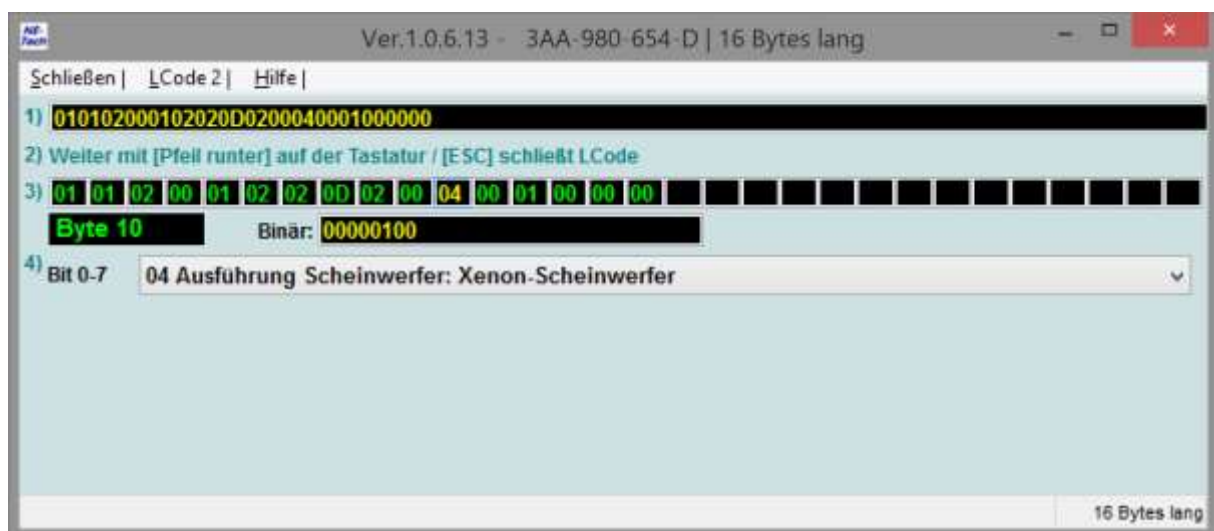 NE-Tech
Ver.1.0.6.13 - 3AA-980-654-D | 16 Bytes lang
Schließen | LCode 2 | Hilfe |
1) 010102000102020D0200040001000000
2) Weiter mit [Pfeil runter] auf der Tastatur / [ESC] schließt LCode
3) 01 01 02 00 01 02 02 0D 02 00 04 00 01 00 00 00
Byte 10 Binär: 00000100
4) Bit 0-7 04 Ausführung Scheinwerfer: Xenon-Scheinwerfer
16 Bytes lang